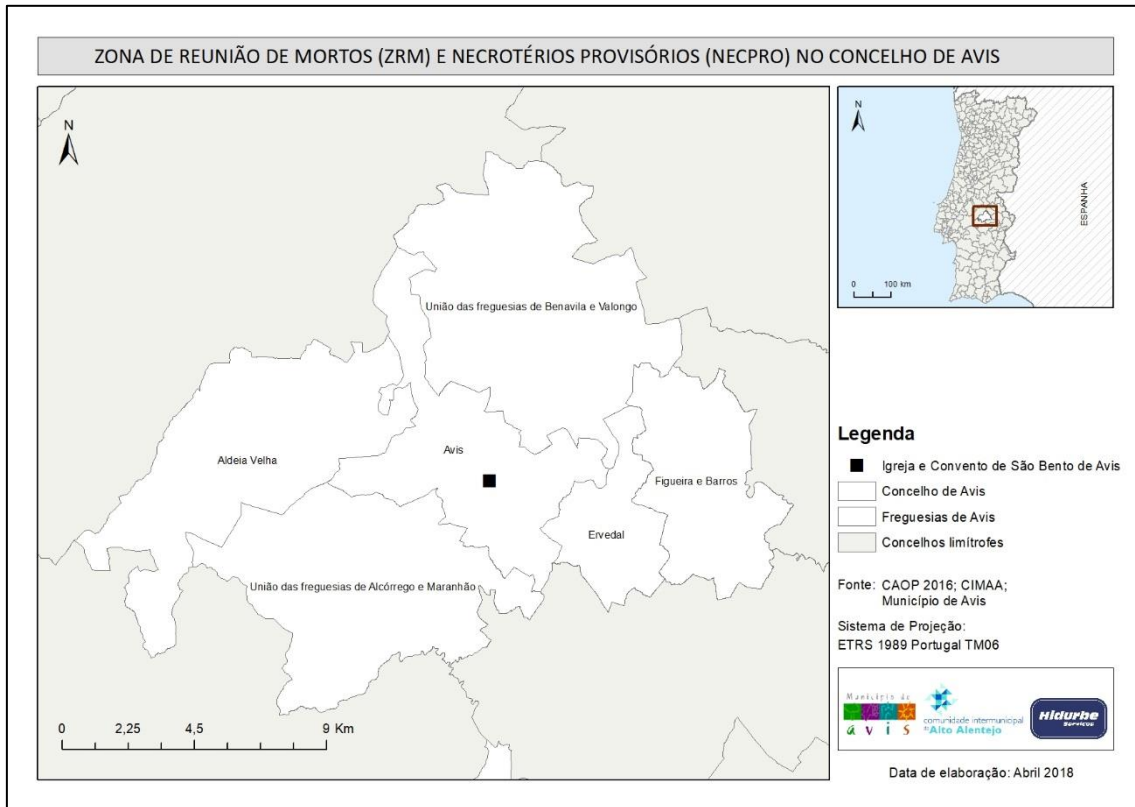 ZONA DE REUNIÃO DE MORTOS (ZRM) E NECROTÉRIOS PROVISÓRIOS (NECPRO) NO CONCELHO DE AVIS
N
União das freguesias de Benavila e Valongo
Aldeia Velha
Avis
Figueira e Barros
Ervedal
União das freguesias de Alcórrego e Maranhão
0 2,25 4,5 9 Km
N
ESPANHA
0 100 km
Legenda
Igreja e Convento de São Bento de Avis
Concelho de Avis
Freguesias de Avis
Concelhos limítrofes
Fonte: CAOP 2016; CIMAA;
Município de Avis
Sistema de Projeção:
ETRS 1989 Portugal TM06
Município de
avis
comunidade intermunicipal
do Alto Alentejo
Hidurbe
Serviços
Data de elaboração: Abril 2018